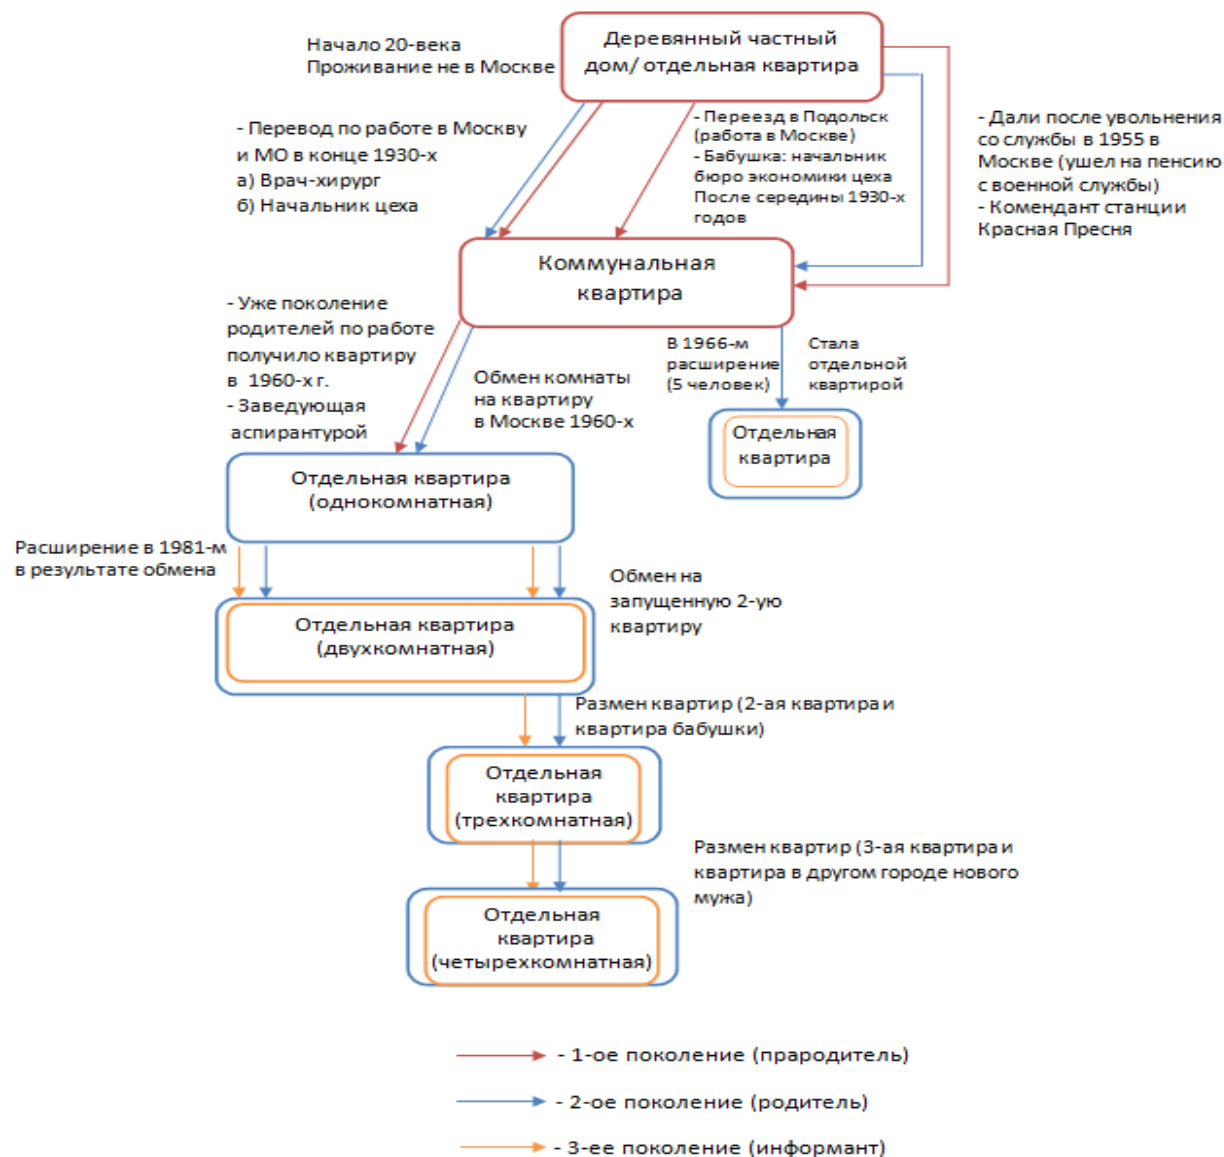 Начало 20-века
Проживание не в Москве
Деревянный частный
дом/ отдельная квартира
- Перевод по работе в Москву
и МО в конце 1930-х
а) Врач-хирург
б) Начальник цеха
- Переезд в Подольск
(работа в Москве)
- Бабушка: начальник
бюро экономики цеха
После середины 1930-х
годов
- Дали после увольнения
со службы в 1955 в
Москве (ушел на пенсию
с военной службы)
- Комендант станции
Красная Пресня
Коммунальная
квартира
- Уже поколение
родителей по работе
получило квартиру
в 1960-х г.
- Заведующая
аспирантурой
Обмен комнаты
на квартиру
в Москве 1960-х
В 1966-м
расширение
(5 человек)
Стала
отдельной
квартирой
Отдельная
квартира
Отдельная квартира
(однокомнатная)
Расширение в 1981-м
в результате обмена
Обмен на
запущенную 2-ую
квартиру
Отдельная квартира
(двухкомнатная)
Размен квартир (2-ая квартира и
квартира бабушки)
Отдельная
квартира
(трехкомнатная)
Размен квартир (3-ая квартира и
квартира в другом городе нового
мужа)
Отдельная
квартира
(четырехкомнатная)
- 1-ое поколение (прародитель)
- 2-ое поколение (родитель)
- 3-ее поколение (информант)